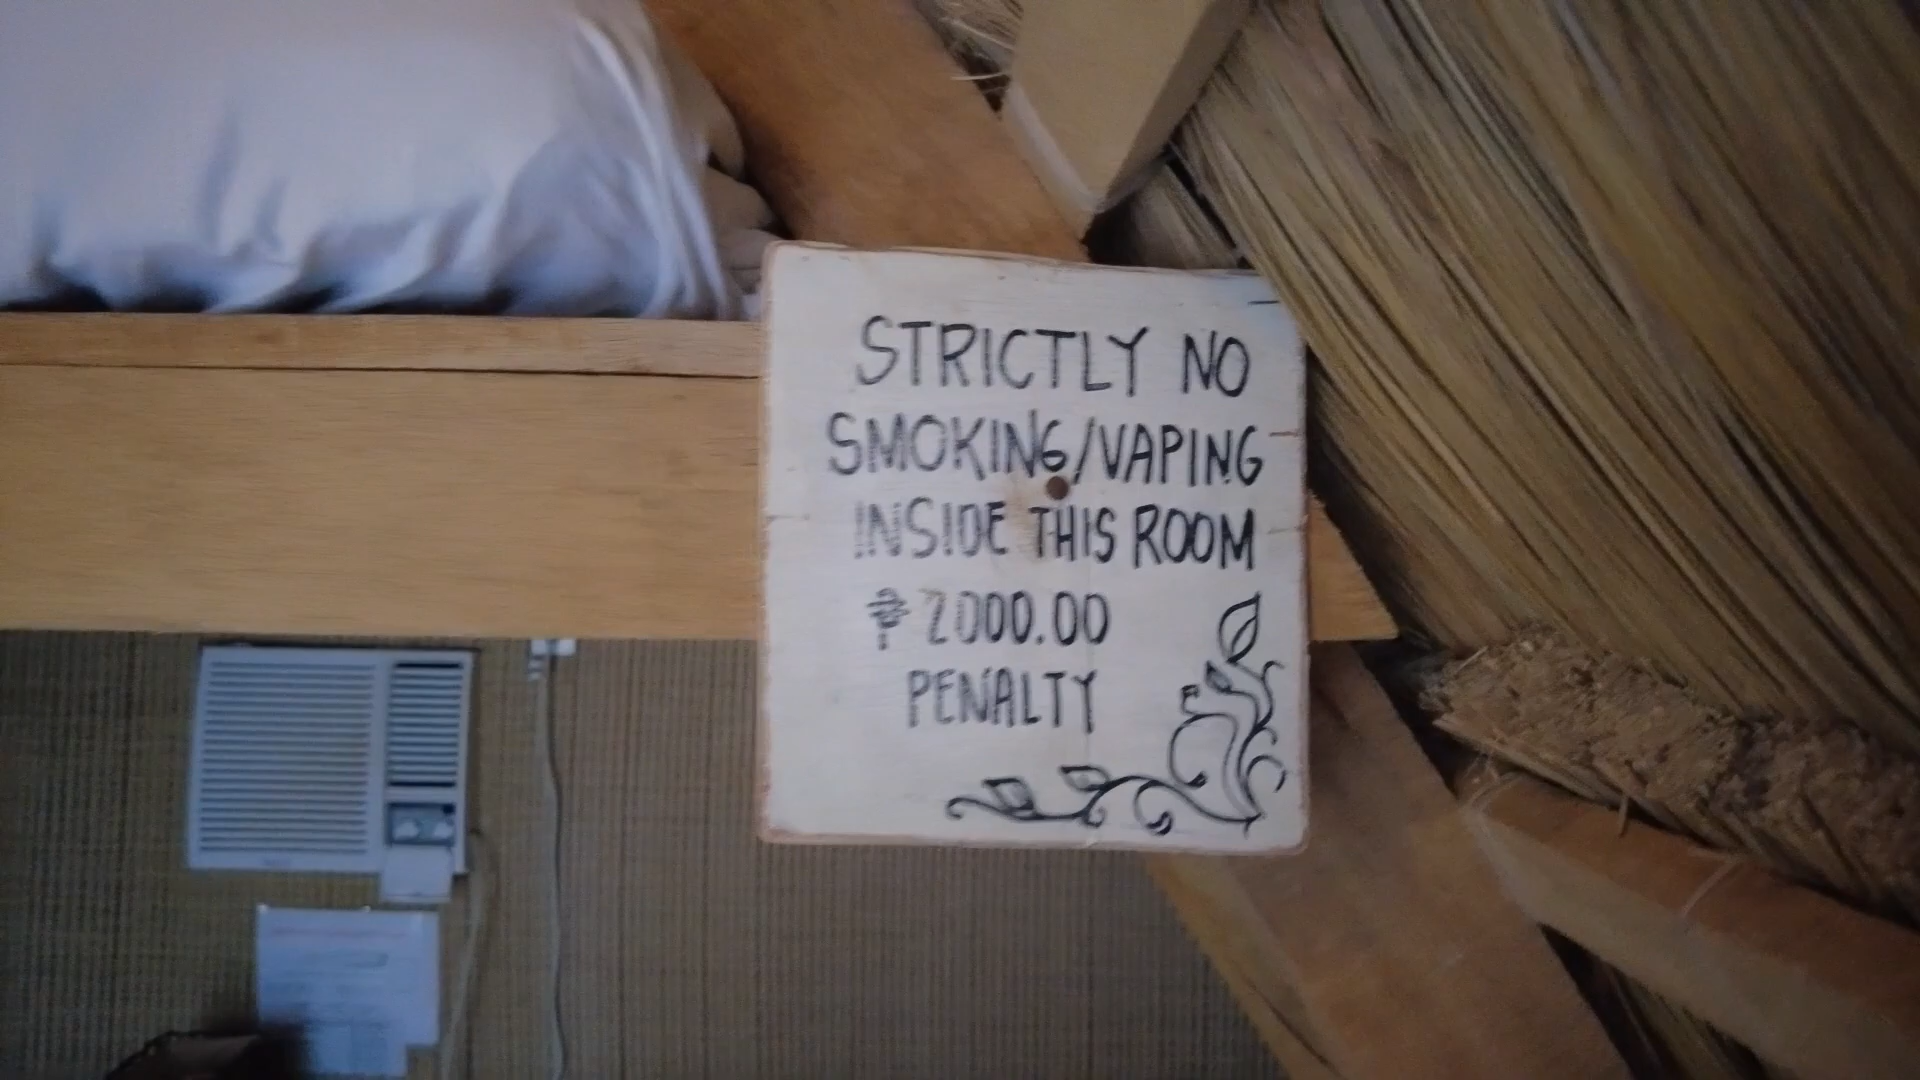 STRICTLY NO
SMOKING/VAPING
INSIDE THIS ROOM
₱ 2000.00
PENALTY